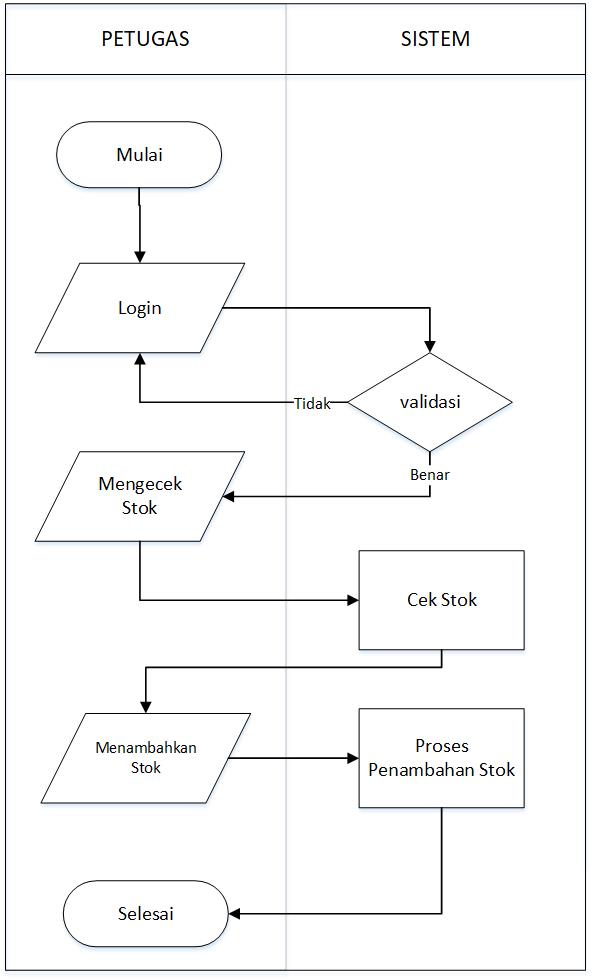 PETUGAS
SISTEM
Mulai
Login
validasi
Tidak
Benar
Mengecek
Stok
Cek Stok
Menambahkan
Stok
Proses
Penambahan Stok
Selesai